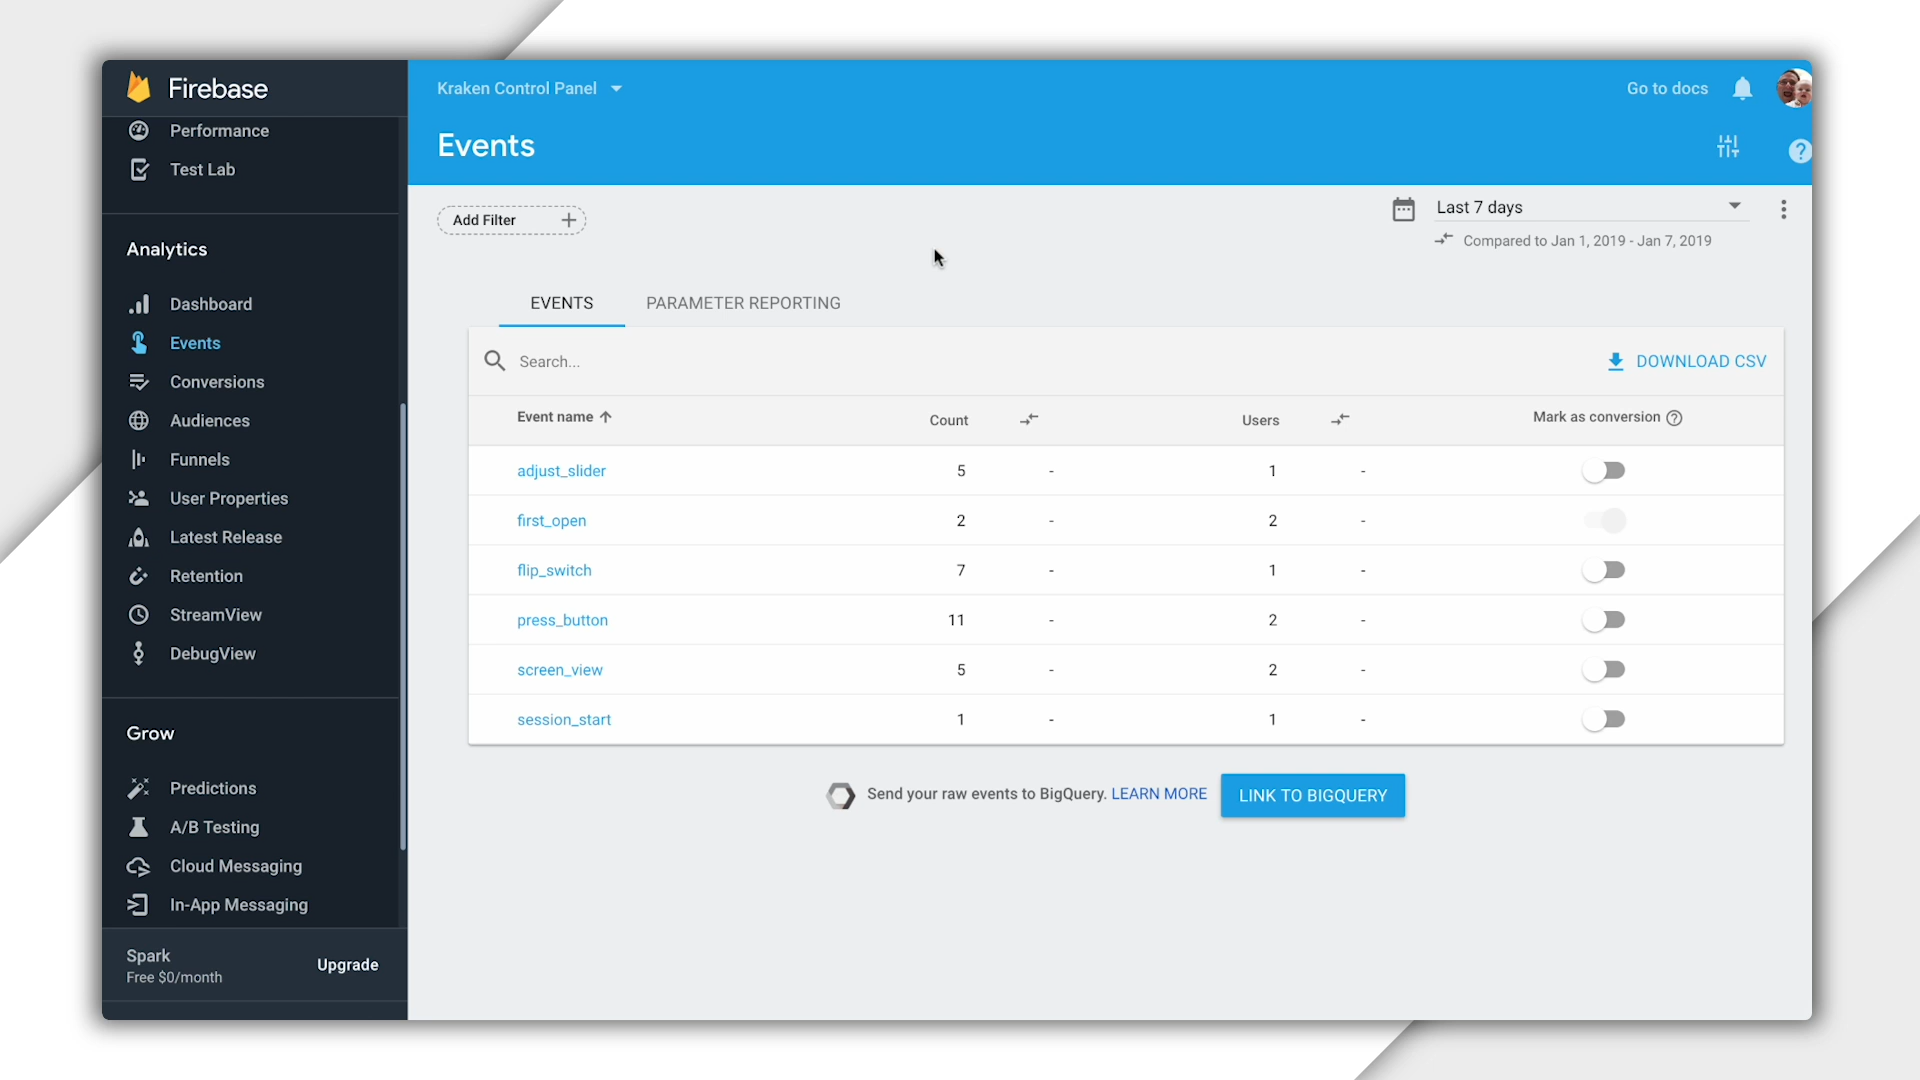 Firebase
Performance
Test Lab
Analytics
Dashboard
Events
Conversions
Audiences
Funnels
User Properties
Latest Release
Retention
StreamView
DebugView
Grow
Predictions
A/B Testing
Cloud Messaging
In-App Messaging
Spark
Free $0/month
Upgrade
Kraken Control Panel
Go to docs
Events
Add Filter
Last 7 days
Compared to Jan 1, 2019 - Jan 7, 2019
EVENTS PARAMETER REPORTING
Search...
DOWNLOAD CSV
Event name Count Users Mark as conversion
adjust_slider 5 - 1 -
first_open 2 - 2 -
flip_switch 7 - 1 -
press_button 11 - 2 -
screen_view 5 - 2 -
session_start 1 - 1 -
Send your raw events to BigQuery. LEARN MORE LINK TO BIGQUERY